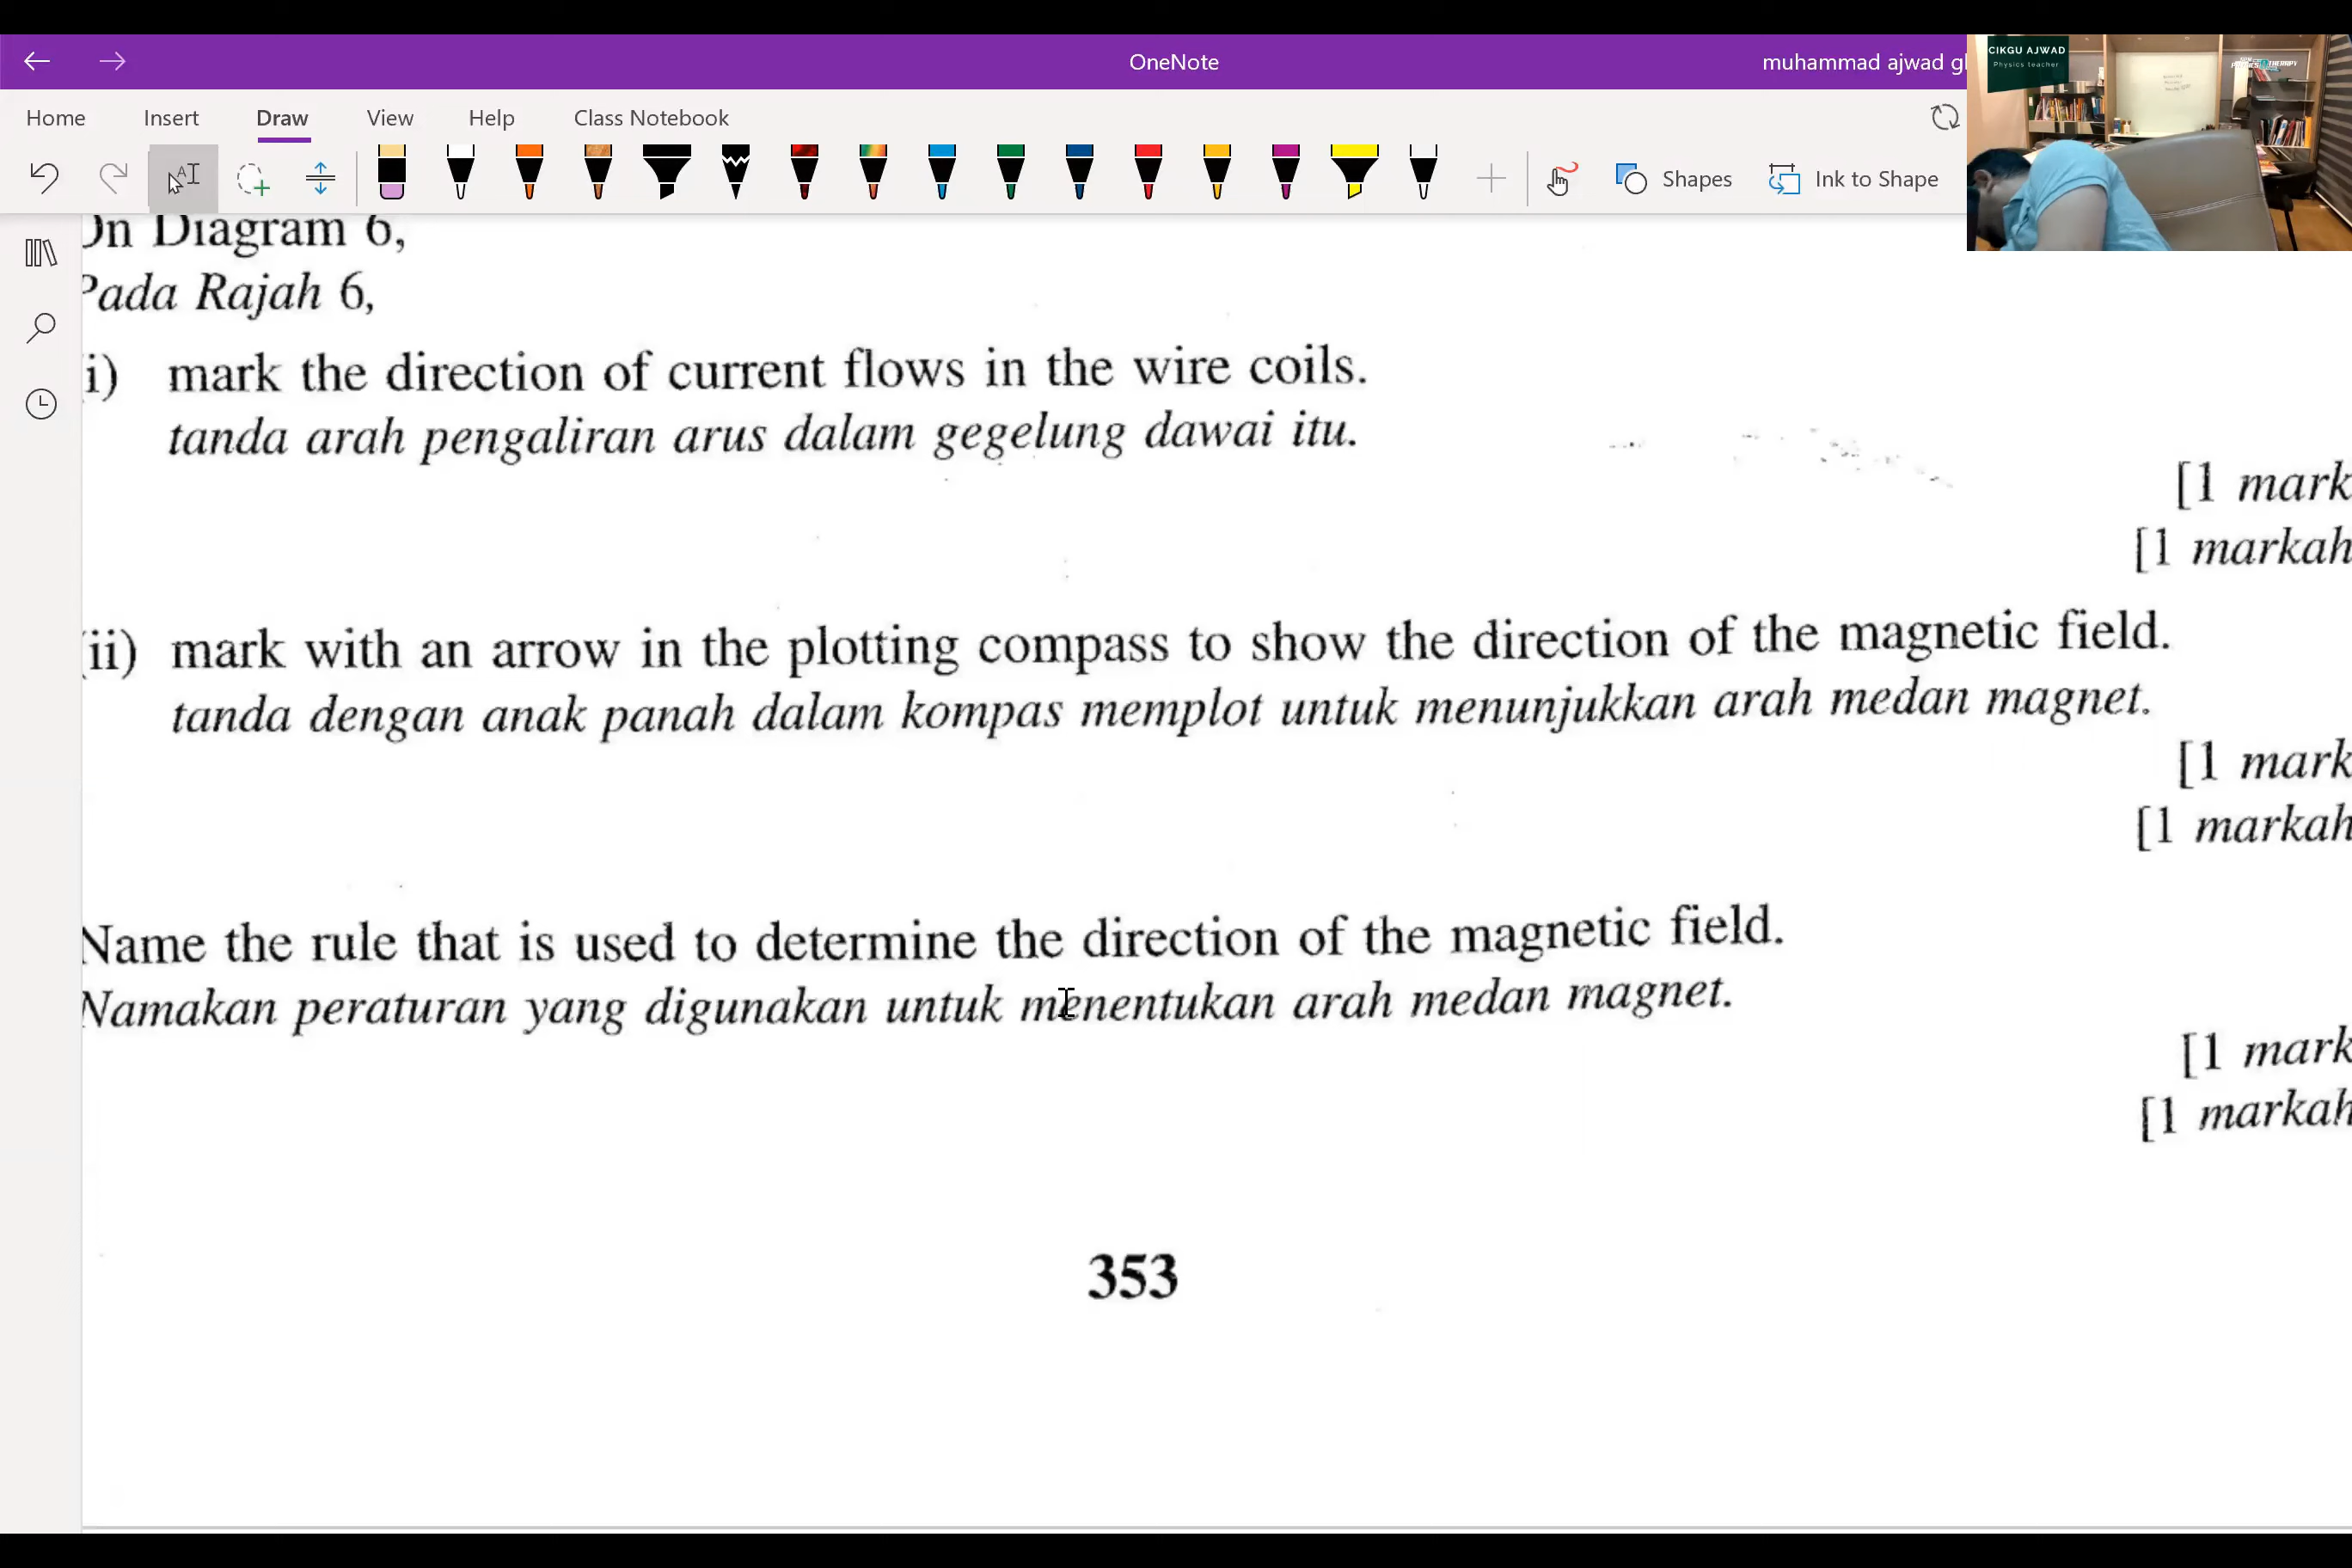 OneNote
muhammad ajwad gl
CIKGU AJWAD
Physics teacher
Home Insert Draw View Help Class Notebook
Shapes Ink to Shape
On Diagram 6,
Pada Rajah 6,
i) mark the direction of current flows in the wire coils.
tanda arah pengaliran arus dalam gegelung dawai itu.
[1 mark
[1 markah
(ii) mark with an arrow in the plotting compass to show the direction of the magnetic field.
tanda dengan anak panah dalam kompas memplot untuk menunjukkan arah medan magnet.
[1 mark
[1 markah
Name the rule that is used to determine the direction of the magnetic field.
Namakan peraturan yang digunakan untuk menentukan arah medan magnet.
[1 mark
[1 markah
353